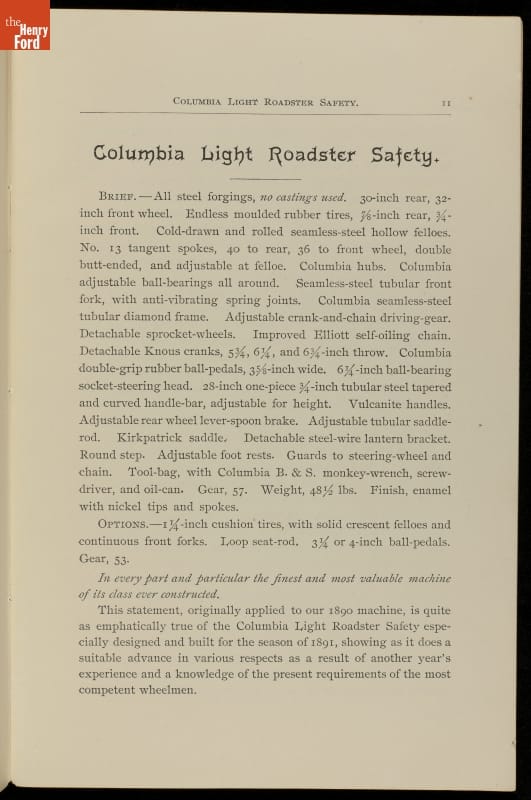 the
Henry
Ford
Columbia Light Roadster Safety. 11
Columbia Light Roadster Safety.
Brief.—All steel forgings, no castings used. 30-inch rear, 32-
inch front wheel. Endless moulded rubber tires, ⅞-inch rear, ¾-
inch front. Cold-drawn and rolled seamless-steel hollow felloes.
No. 13 tangent spokes, 40 to rear, 36 to front wheel, double
butt-ended, and adjustable at felloe. Columbia hubs. Columbia
adjustable ball-bearings all around. Seamless-steel tubular front
fork, with anti-vibrating spring joints. Columbia seamless-steel
tubular diamond frame. Adjustable crank-and-chain driving-gear.
Detachable sprocket-wheels. Improved Elliott self-oiling chain.
Detachable Knous cranks, 5¾, 6¼, and 6¾-inch throw. Columbia
double-grip rubber ball-pedals, 3⅝-inch wide. 6¼-inch ball-bearing
socket-steering head. 28-inch one-piece ¾-inch tubular steel tapered
and curved handle-bar, adjustable for height. Vulcanite handles.
Adjustable rear wheel lever-spoon brake. Adjustable tubular saddle-
rod. Kirkpatrick saddle. Detachable steel-wire lantern bracket.
Round step. Adjustable foot rests. Guards to steering-wheel and
chain. Tool-bag, with Columbia B. & S. monkey-wrench, screw-
driver, and oil-can. Gear, 57. Weight, 48½ lbs. Finish, enamel
with nickel tips and spokes.
Options.—1¼-inch cushion tires, with solid crescent felloes and
continuous front forks. Loop seat-rod. 3¼ or 4-inch ball-pedals.
Gear, 53.
In every part and particular the finest and most valuable machine
of its class ever constructed.
This statement, originally applied to our 1890 machine, is quite
as emphatically true of the Columbia Light Roadster Safety espe-
cially designed and built for the season of 1891, showing as it does a
suitable advance in various respects as a result of another year's
experience and a knowledge of the present requirements of the most
competent wheelmen.